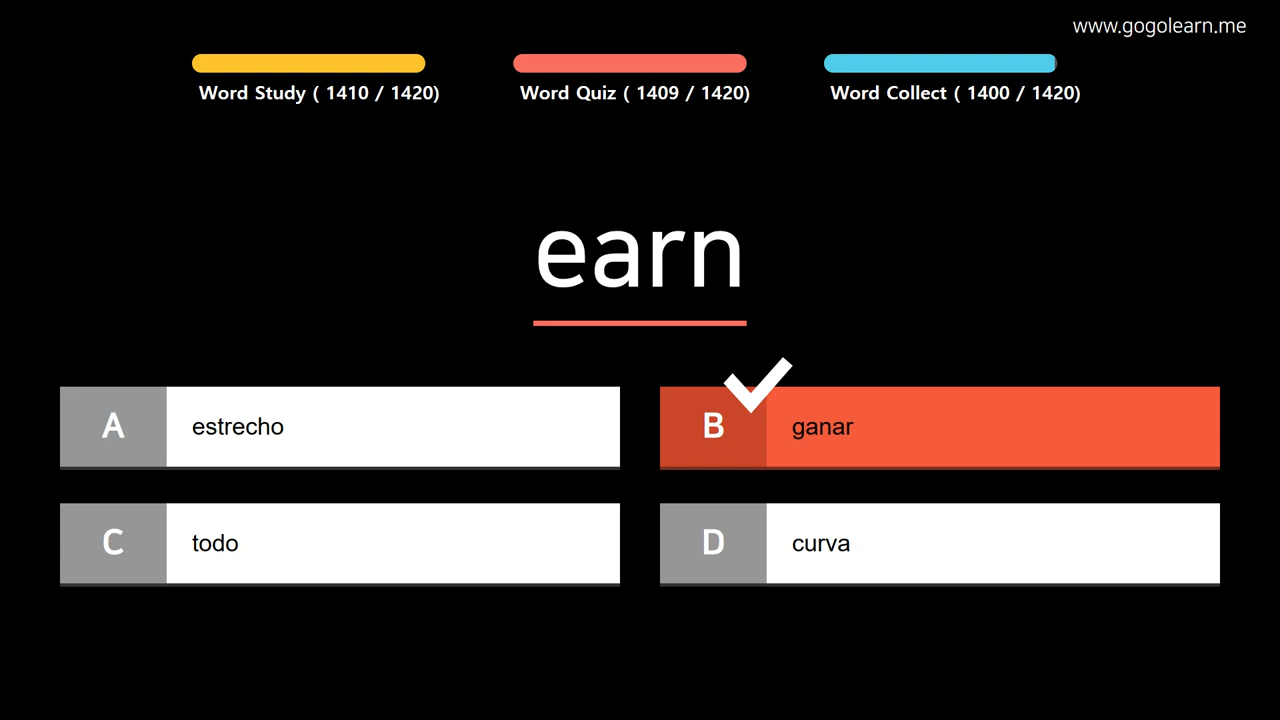 www.gogolearn.me
Word Study ( 1410 / 1420)
Word Quiz ( 1409 / 1420)
Word Collect ( 1400 / 1420)
earn
A estrecho
B ganar
C todo
D curva